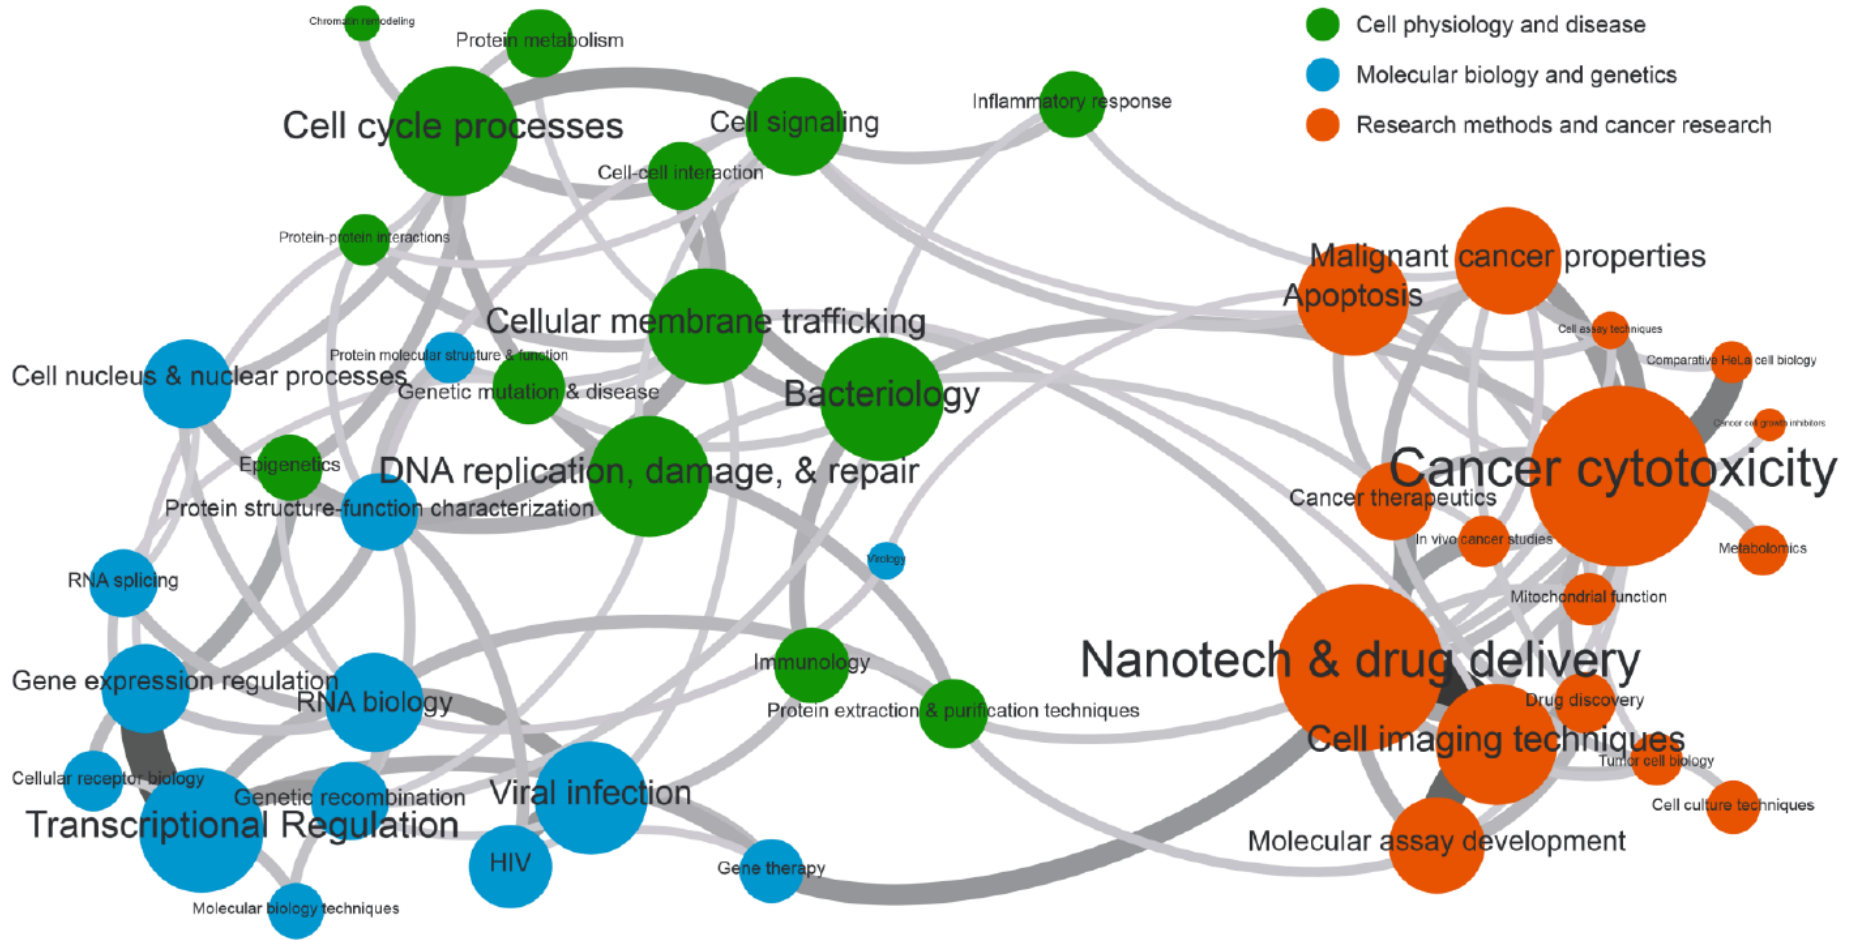 Chromatin remodeling
Protein metabolism
Cell physiology and disease
Molecular biology and genetics
Research methods and cancer research
Inflammatory response
Cell cycle processes
Cell signaling
Cell-cell interaction
Protein-protein interactions
Malignant cancer properties
Apoptosis
Cellular membrane trafficking
Cell assay techniques
Protein molecular structure & function
Comparative HeLa cell biology
Cell nucleus & nuclear processes
Genetic mutation & disease
Bacteriology
Cancer cell growth inhibitors
Epigenetics
DNA replication, damage, & repair
Cancer cytotoxicity
Cancer therapeutics
Protein structure-function characterization
In vivo cancer studies
Metabolomics
Virology
RNA splicing
Mitochondrial function
Immunology
Nanotech & drug delivery
Gene expression regulation
RNA biology
Drug discovery
Protein extraction & purification techniques
Cell imaging techniques
Tumor cell biology
Cellular receptor biology
Genetic recombination
Viral infection
Cell culture techniques
Transcriptional Regulation
Molecular assay development
HIV
Gene therapy
Molecular biology techniques